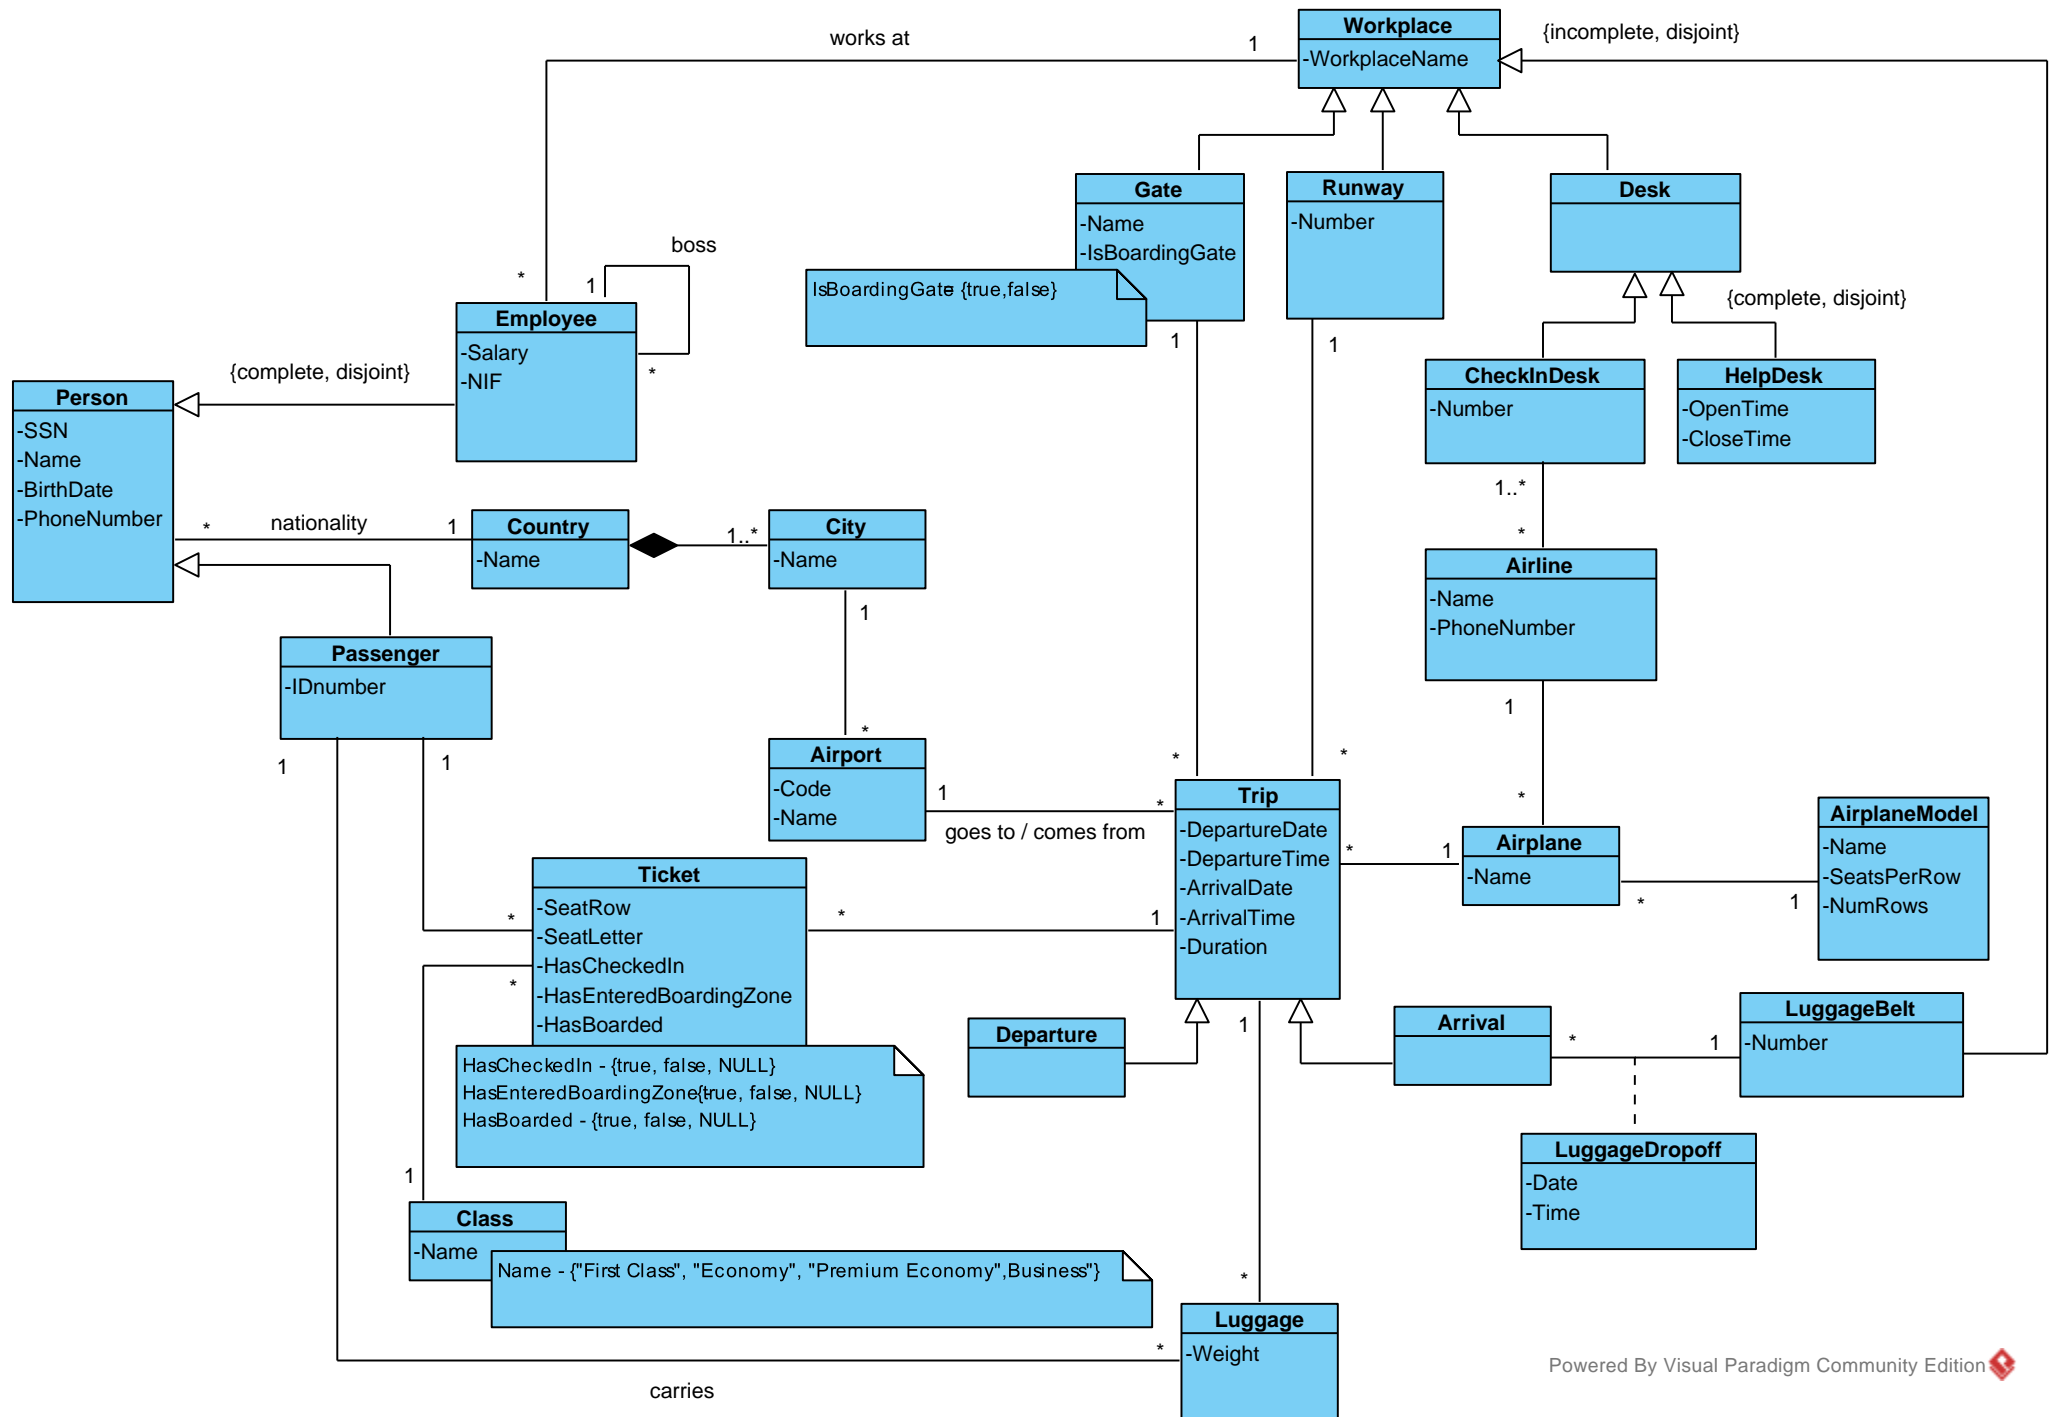 works at
1
Workplace
-WorkplaceName
{incomplete, disjoint}
Gate
-Name
-IsBoardingGate
IsBoardingGate= {true,false}
1
Runway
-Number
1
Desk
{complete, disjoint}
boss
*
1
Employee
-Salary
-NIF
*
{complete, disjoint}
Person
-SSN
-Name
-BirthDate
-PhoneNumber
*
nationality
1
Country
-Name
1..*
City
-Name
1
CheckInDesk
-Number
HelpDesk
-OpenTime
-CloseTime
1..*
*
Airline
-Name
-PhoneNumber
1
*
Passenger
-IDnumber
1
1
*
Airport
-Code
-Name
1
*
goes to / comes from
*
*
Trip
-DepartureDate
-DepartureTime
-ArrivalDate
-ArrivalTime
-Duration
*
1
Airplane
-Name
*
1
AirplaneModel
-Name
-SeatsPerRow
-NumRows
Ticket
-SeatRow
-SeatLetter
-HasCheckedIn
-HasEnteredBoardingZone
-HasBoarded
*
*
*
1
HasCheckedIn - {true, false, NULL}
HasEnteredBoardingZone-{true, false, NULL}
HasBoarded - {true, false, NULL}
Departure
1
Arrival
*
1
LuggageBelt
-Number
LuggageDropoff
-Date
-Time
1
Class
-Name
Name - {"First Class", "Economy", "Premium Economy",Business"}
*
*
Luggage
-Weight
carries
Powered By Visual Paradigm Community Edition